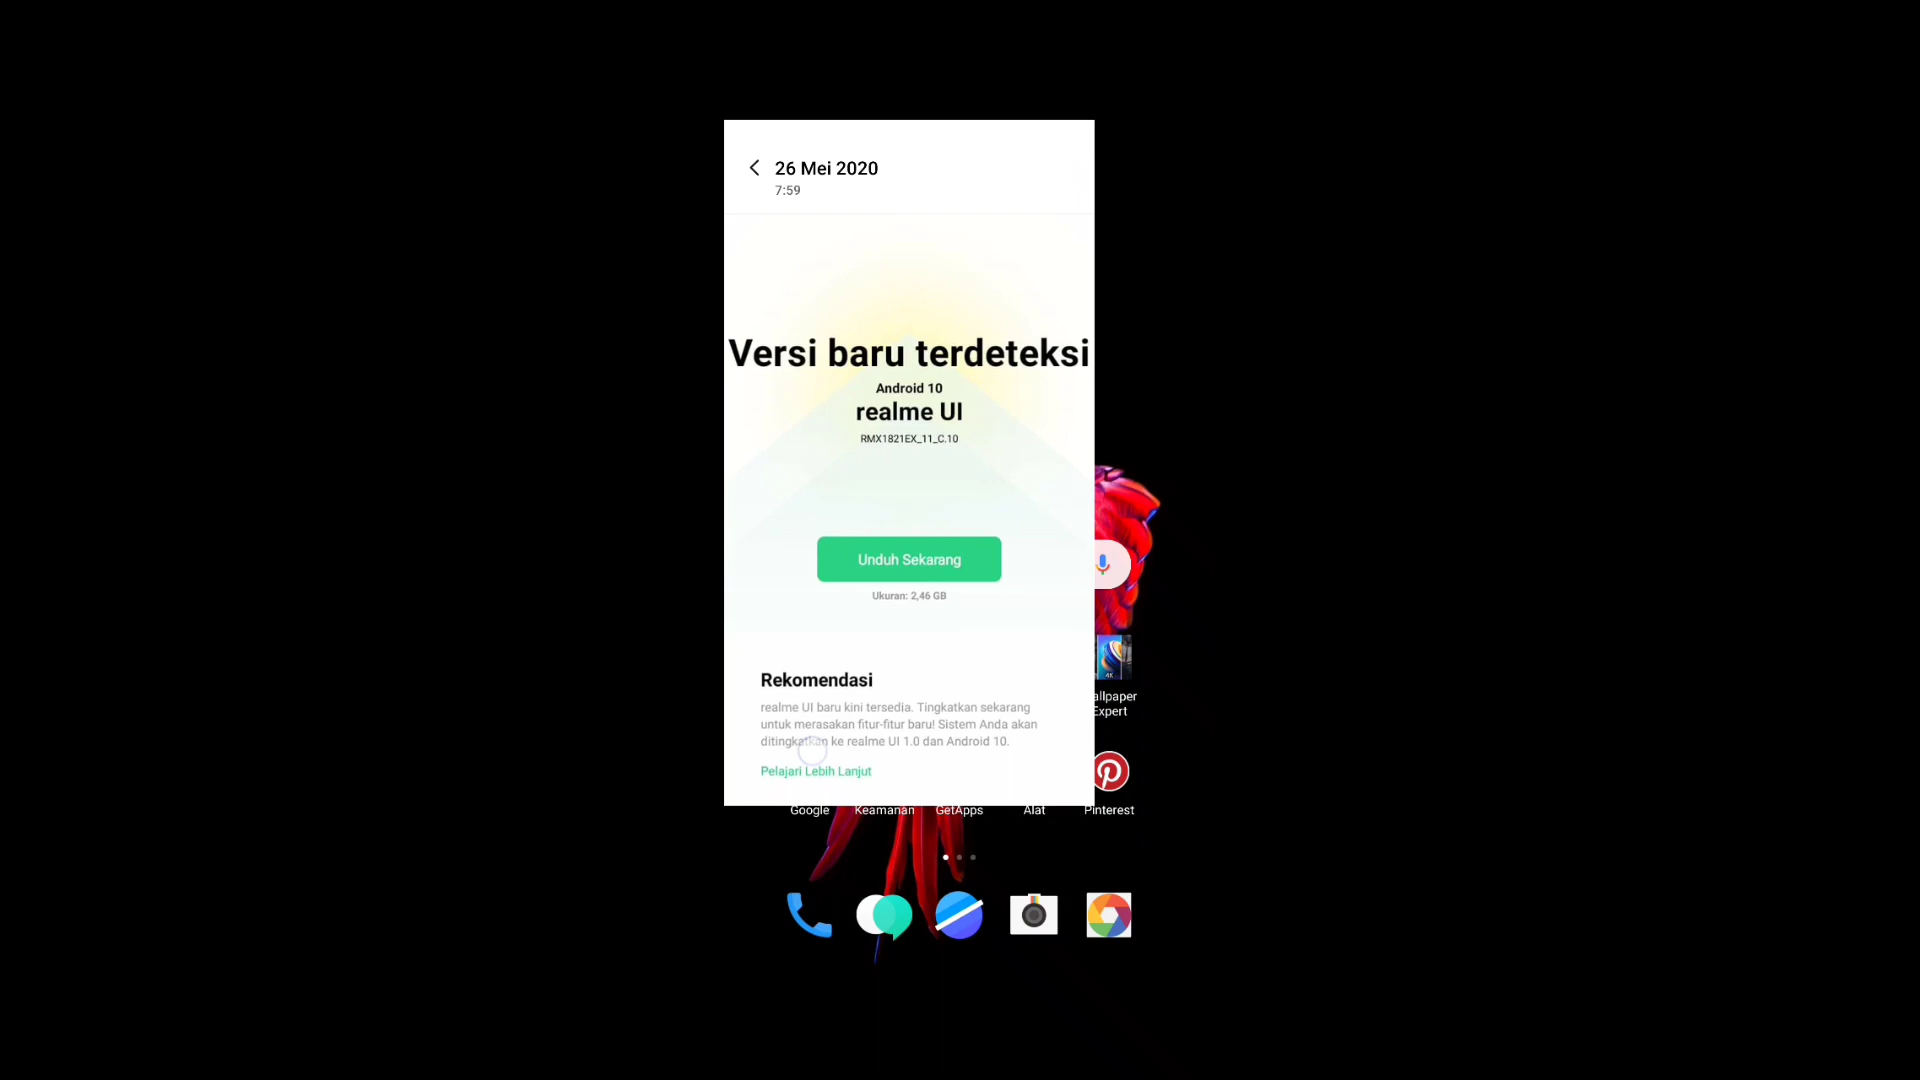 26 Mei 2020
7:59
Versi baru terdeteksi
Android 10
realme UI
RMX1821EX_11_C.10
Unduh Sekarang
Ukuran: 2,46 GB
Rekomendasi
realme UI baru kini tersedia. Tingkatkan sekarang
untuk merasakan fitur-fitur baru! Sistem Anda akan
ditingkatkan ke realme UI 1.0 dan Android 10.
Pelajari Lebih Lanjut
4K
allpaper
Expert
Google Keamanan GetApps Alat Pinterest